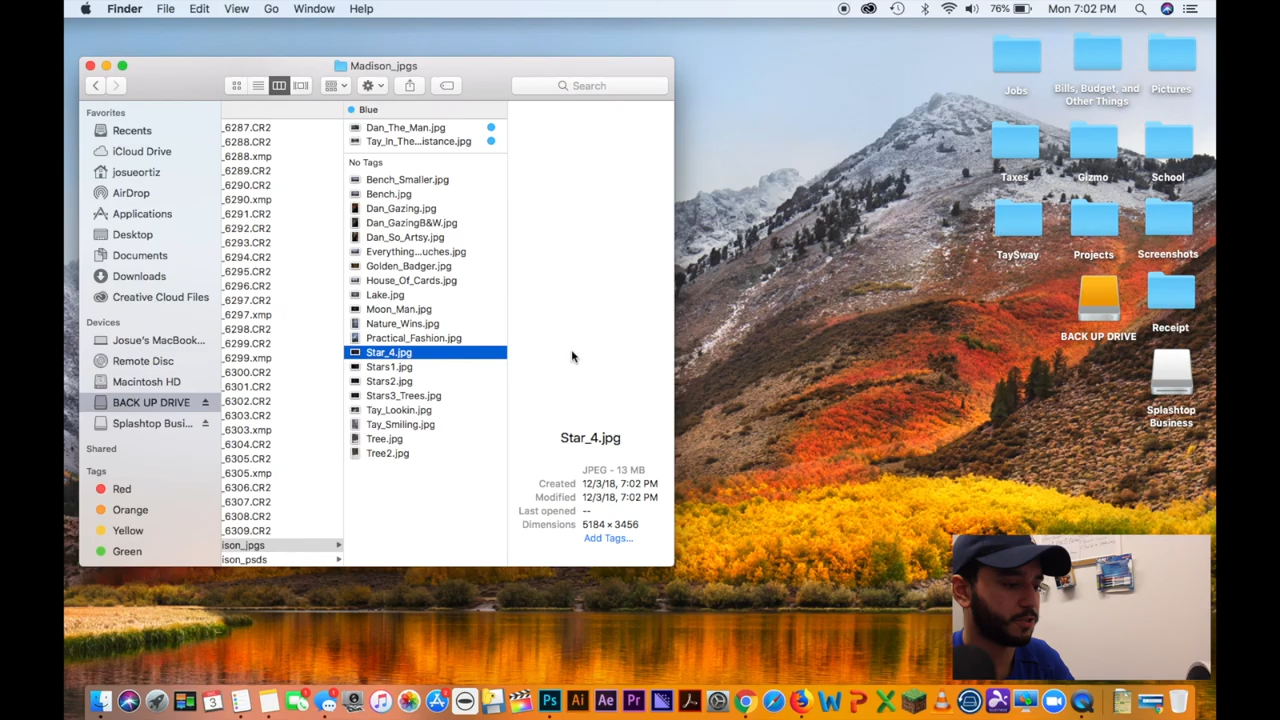 Finder File Edit View Go Window Help
76% Mon 7:02 PM
Madison_jpgs
Search
Favorites
Recents
iCloud Drive
josueortiz
AirDrop
Applications
Desktop
Documents
Downloads
Creative Cloud Files
Devices
Josue's MacBook...
Remote Disc
Macintosh HD
BACK UP DRIVE
Splashtop Busi...
Shared
Tags
Red
Orange
Yellow
Green
_6287.CR2
_6288.CR2
_6288.xmp
_6289.CR2
_6290.CR2
_6290.xmp
_6291.CR2
_6292.CR2
_6293.CR2
_6294.CR2
_6295.CR2
_6296.CR2
_6297.CR2
_6297.xmp
_6298.CR2
_6299.CR2
_6299.xmp
_6300.CR2
_6301.CR2
_6302.CR2
_6303.CR2
_6303.xmp
_6304.CR2
_6305.CR2
_6305.xmp
_6306.CR2
_6307.CR2
_6308.CR2
_6309.CR2
ison_jpgs
ison_psds
Blue
Dan_The_Man.jpg
Tay_In_The...istance.jpg
No Tags
Bench_Smaller.jpg
Bench.jpg
Dan_Gazing.jpg
Dan_GazingB&W.jpg
Dan_So_Artsy.jpg
Everything...uches.jpg
Golden_Badger.jpg
House_Of_Cards.jpg
Lake.jpg
Moon_Man.jpg
Nature_Wins.jpg
Practical_Fashion.jpg
Star_4.jpg
Stars1.jpg
Stars2.jpg
Stars3_Trees.jpg
Tay_Lookin.jpg
Tay_Smiling.jpg
Tree.jpg
Tree2.jpg
Star_4.jpg
JPEG - 13 MB
Created 12/3/18, 7:02 PM
Modified 12/3/18, 7:02 PM
Last opened --
Dimensions 5184 × 3456
Add Tags...
Jobs
Bills, Budget, and
Other Things
Pictures
Taxes
Gizmo
School
TaySway
Projects
Screenshots
BACK UP DRIVE
Receipt
Splashtop
Business
3
Ps Ai Ae Pr
W P X